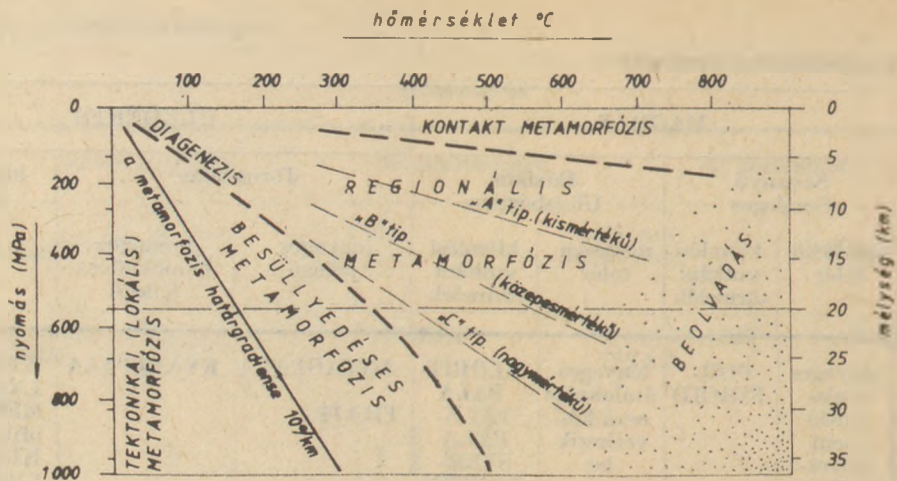 hőmérséklet °C
100 200 300 400 500 600 700 800
0
200
400
600
800
1000
nyomás (MPa)
0
5
10
15
20
25
30
35
mélység (km)
KONTAKT METAMORFÓZIS
DIAGENEZIS
REGIONÁLIS
„A" tip. (kismértékű)
„B" tip.
METAMORFÓZIS
(közepesmértékű)
„C" tip. (nagymértékű)
BEOLVADÁS
BESÜLLYEDÉSES
METAMORFÓZIS
a metamorfózis határgradiense 10°/km
TEKTONIKAI (LOKÁLIS)
METAMORFÓZIS